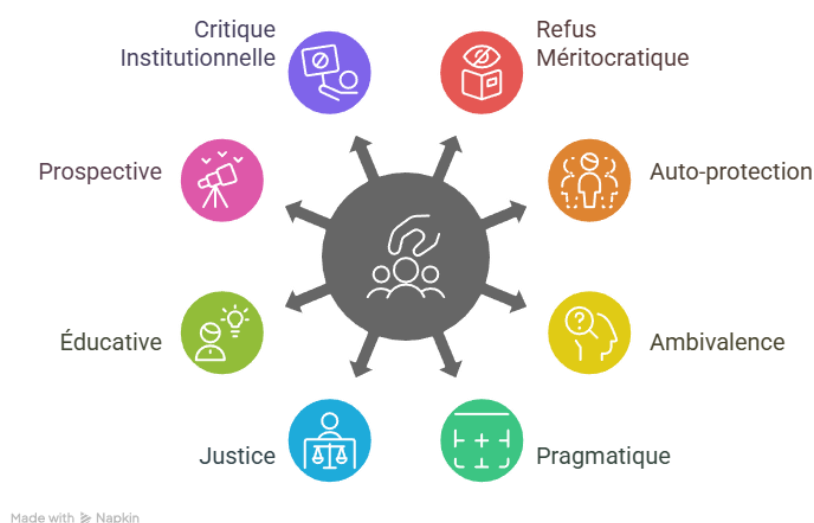 Critique
Institutionnelle
Refus
Méritocratique
Prospective
Auto-protection
Éducative
Ambivalence
Justice
Pragmatique
Made with Napkin